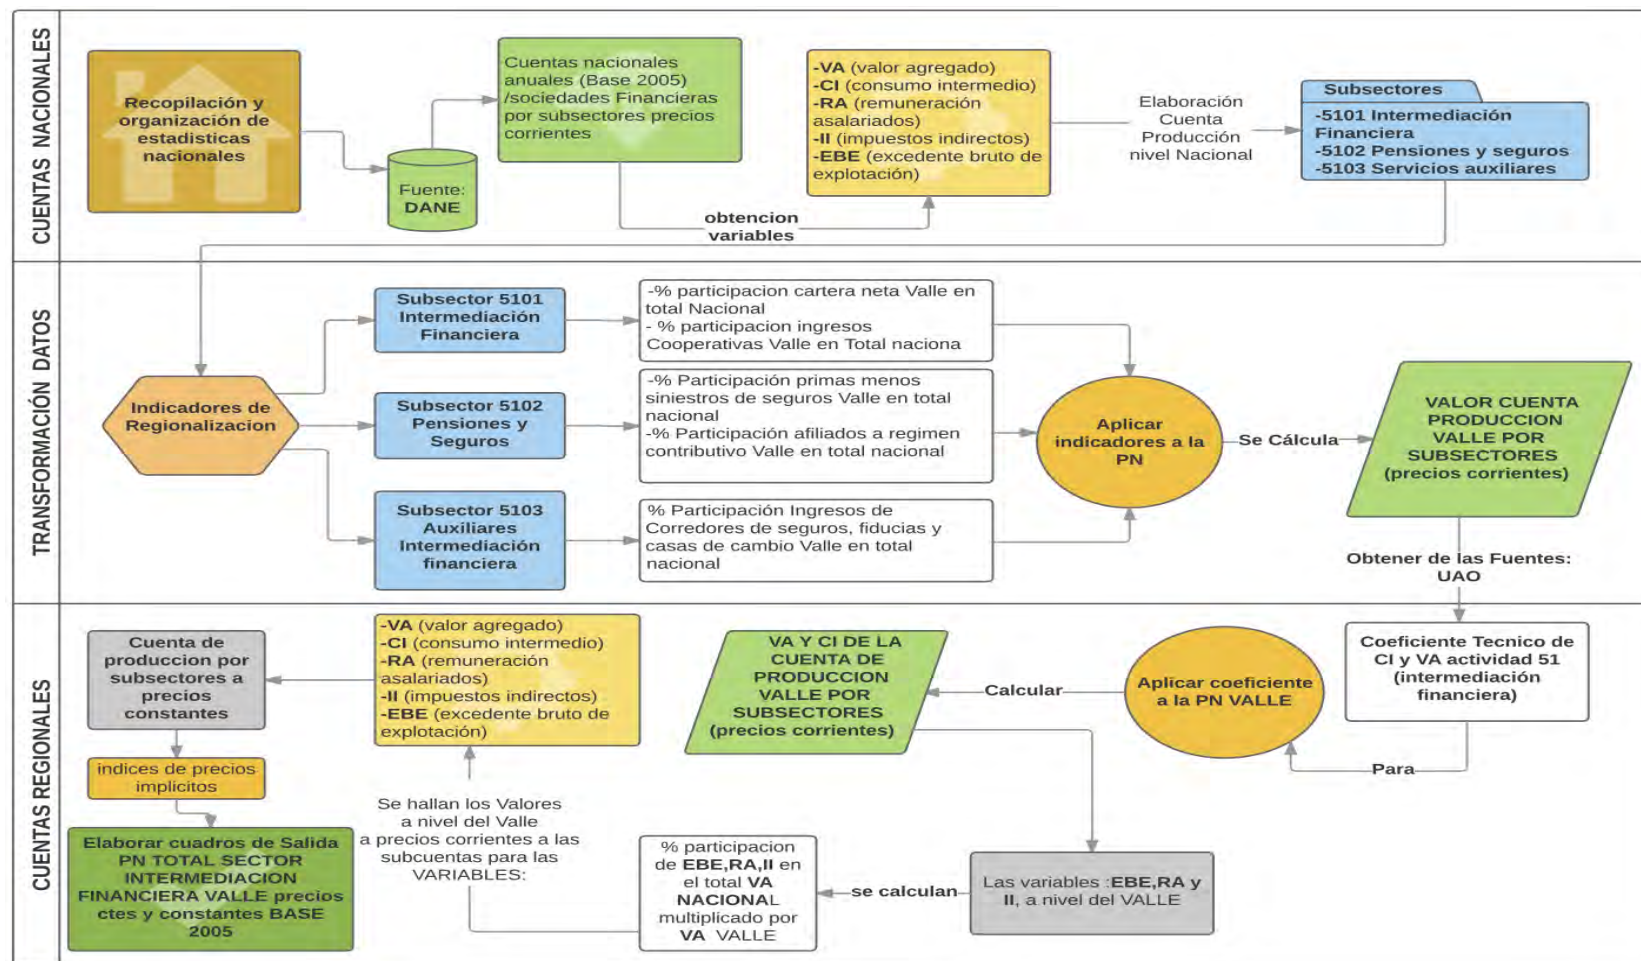 CUENTAS NACIONALES
Recopilación y
organización de
estadisticas
nacionales
Fuente:
DANE
Cuentas nacionales
anuales (Base 2005)
/sociedades Financieras
por subsectores precios
corrientes
obtencion
variables
-VA (valor agregado)
-CI (consumo intermedio)
-RA (remuneración
asalariados)
-II (impuestos indirectos)
-EBE (excedente bruto de
explotación)
Elaboración
Cuenta
Producción
nivel Nacional
Subsectores
-5101 Intermediación
Financiera
-5102 Pensiones y seguros
-5103 Servicios auxiliares
TRANSFORMACIÓN DATOS
Indicadores de
Regionalizacion
Subsector 5101
Intermediación
Financiera
-% participacion cartera neta Valle en
total Nacional
- % participacion ingresos
Cooperativas Valle en Total naciona
Subsector 5102
Pensiones y
Seguros
-% Participación primas menos
siniestros de seguros Valle en total
nacional
-% Participación afiliados a regimen
contributivo Valle en total nacional
Subsector 5103
Auxiliares
Intermediación
financiera
% Participación Ingresos de
Corredores de seguros, fiducias y
casas de cambio Valle en total
nacional
Aplicar
indicadores a la
PN
Se Cálcula
VALOR CUENTA
PRODUCCION
VALLE POR
SUBSECTORES
(precios corrientes)
Obtener de las Fuentes:
UAO
CUENTAS REGIONALES
Coeficiente Tecnico de
CI y VA actividad 51
(intermediación
financiera)
Para
Aplicar coeficiente
a la PN VALLE
Calcular
VA Y CI DE LA
CUENTA DE
PRODUCCION
VALLE POR
SUBSECTORES
(precios corrientes)
Las variables :EBE,RA y
II, a nivel del VALLE
se calculan
% participacion
de EBE,RA,II en
el total VA
NACIONAL
multiplicado por
VA VALLE
Se hallan los Valores
a nivel del Valle
a precios corrientes a las
subcuentas para las
VARIABLES:
-VA (valor agregado)
-CI (consumo intermedio)
-RA (remuneración
asalariados)
-II (impuestos indirectos)
-EBE (excedente bruto de
explotación)
Cuenta de
produccion por
subsectores a
precios
constantes
indices de precios
implicitos
Elaborar cuadros de Salida
PN TOTAL SECTOR
INTERMEDIACION
FINANCIERA VALLE precios
ctes y constantes BASE
2005